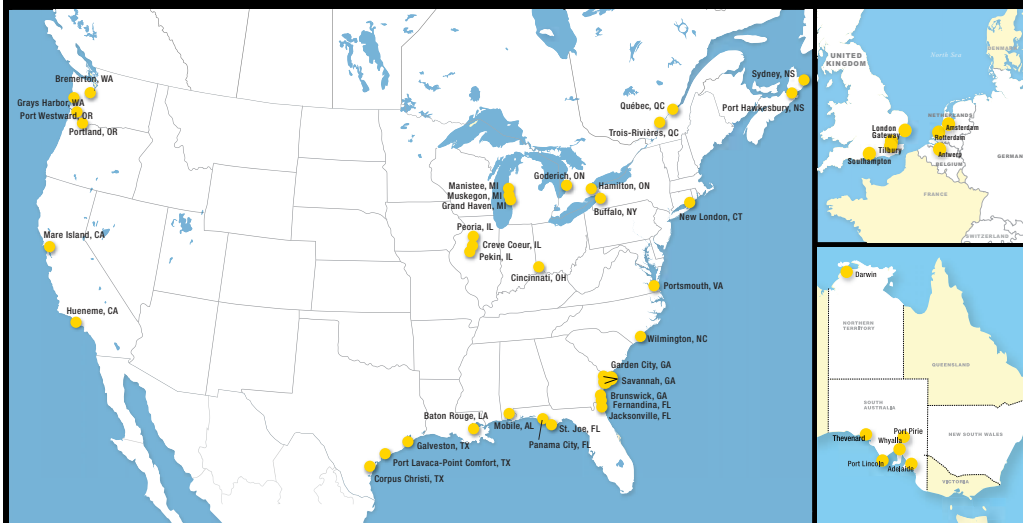 Bremerton, WA
Grays Harbor, WA
Port Westward, OR
Portland, OR
Mare Island, CA
Hueneme, CA
Sydney, NS
Port Hawkesbury, NS
Québec, QC
Trois-Rivières, QC
Goderich, ON
Hamilton, ON
Buffalo, NY
New London, CT
Manistee, MI
Muskegon, MI
Grand Haven, MI
Peoria, IL
Creve Coeur, IL
Pekin, IL
Cincinnati, OH
Portsmouth, VA
Wilmington, NC
Garden City, GA
Savannah, GA
Brunswick, GA
Fernandina, FL
Jacksonville, FL
Baton Rouge, LA
Mobile, AL
St. Joe, FL
Panama City, FL
Galveston, TX
Port Lavaca-Point Comfort, TX
Corpus Christi, TX
UNITED
KINGDOM
North Sea
DENMARK
NETHERLANDS
London
Gateway
Tilbury
Southampton
Amsterdam
Rotterdam
Antwerp
BELGIUM
GERMAN
FRANCE
SWITZERLAND
Darwin
NORTHERN
TERRITORY
QUEENSLAND
SOUTH
AUSTRALIA
NEW SOUTH WALES
Thevenard
Port Pirie
Whyalla
Port Lincoln
Adelaide
VICTORIA